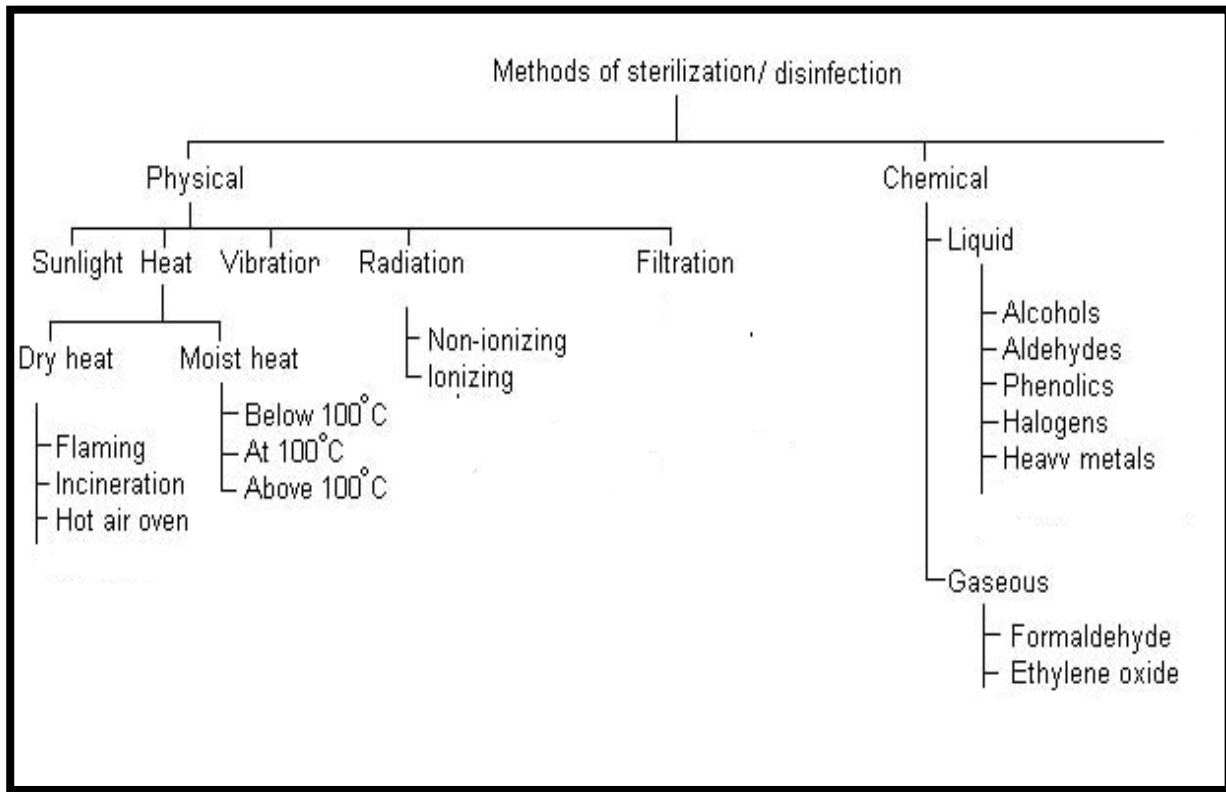 Methods of sterilization/ disinfection
Physical
Chemical
Sunlight Heat Vibration Radiation Filtration
Liquid
Alcohols
Aldehydes
Phenolics
Halogens
Heavv metals
Dry heat Moist heat
Non-ionizing
Ionizing
Below 100°C
At 100°C
Above 100°C
Flaming
Incineration
Hot air oven
Gaseous
Formaldehyde
Ethylene oxide